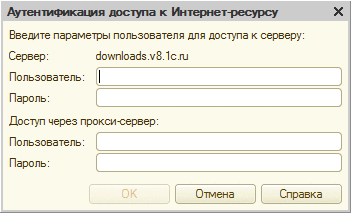 Аутентификация доступа к Интернет-ресурсу
Введите параметры пользователя для доступа к серверу:
Сервер: downloads.v8.1c.ru
Пользователь:
Пароль:
Доступ через прокси-сервер:
Пользователь:
Пароль:
OK Отмена Справка